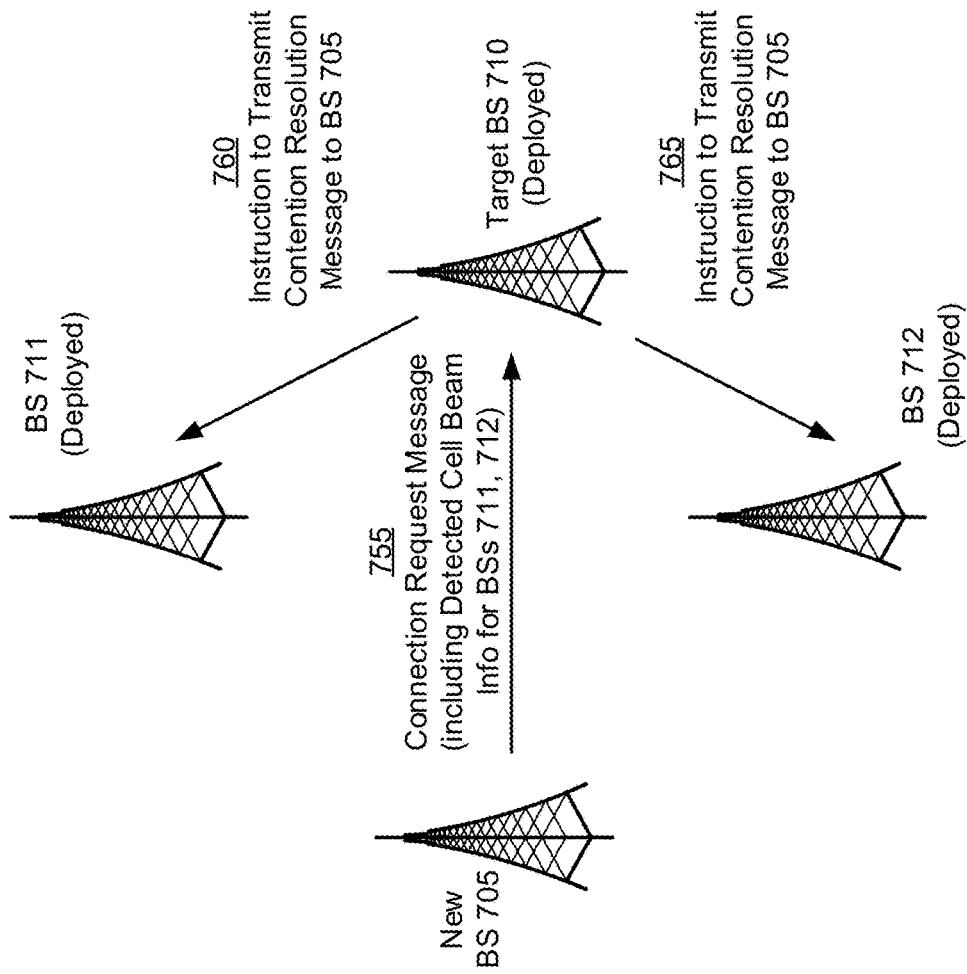 BS 711
(Deployed)
760
Instruction to Transmit
Contention Resolution
Message to BS 705
755
Connection Request Message
(including Detected Cell Beam
Info for BSs 711, 712)
New
BS 705
Target BS 710
(Deployed)
765
Instruction to Transmit
Contention Resolution
Message to BS 705
BS 712
(Deployed)